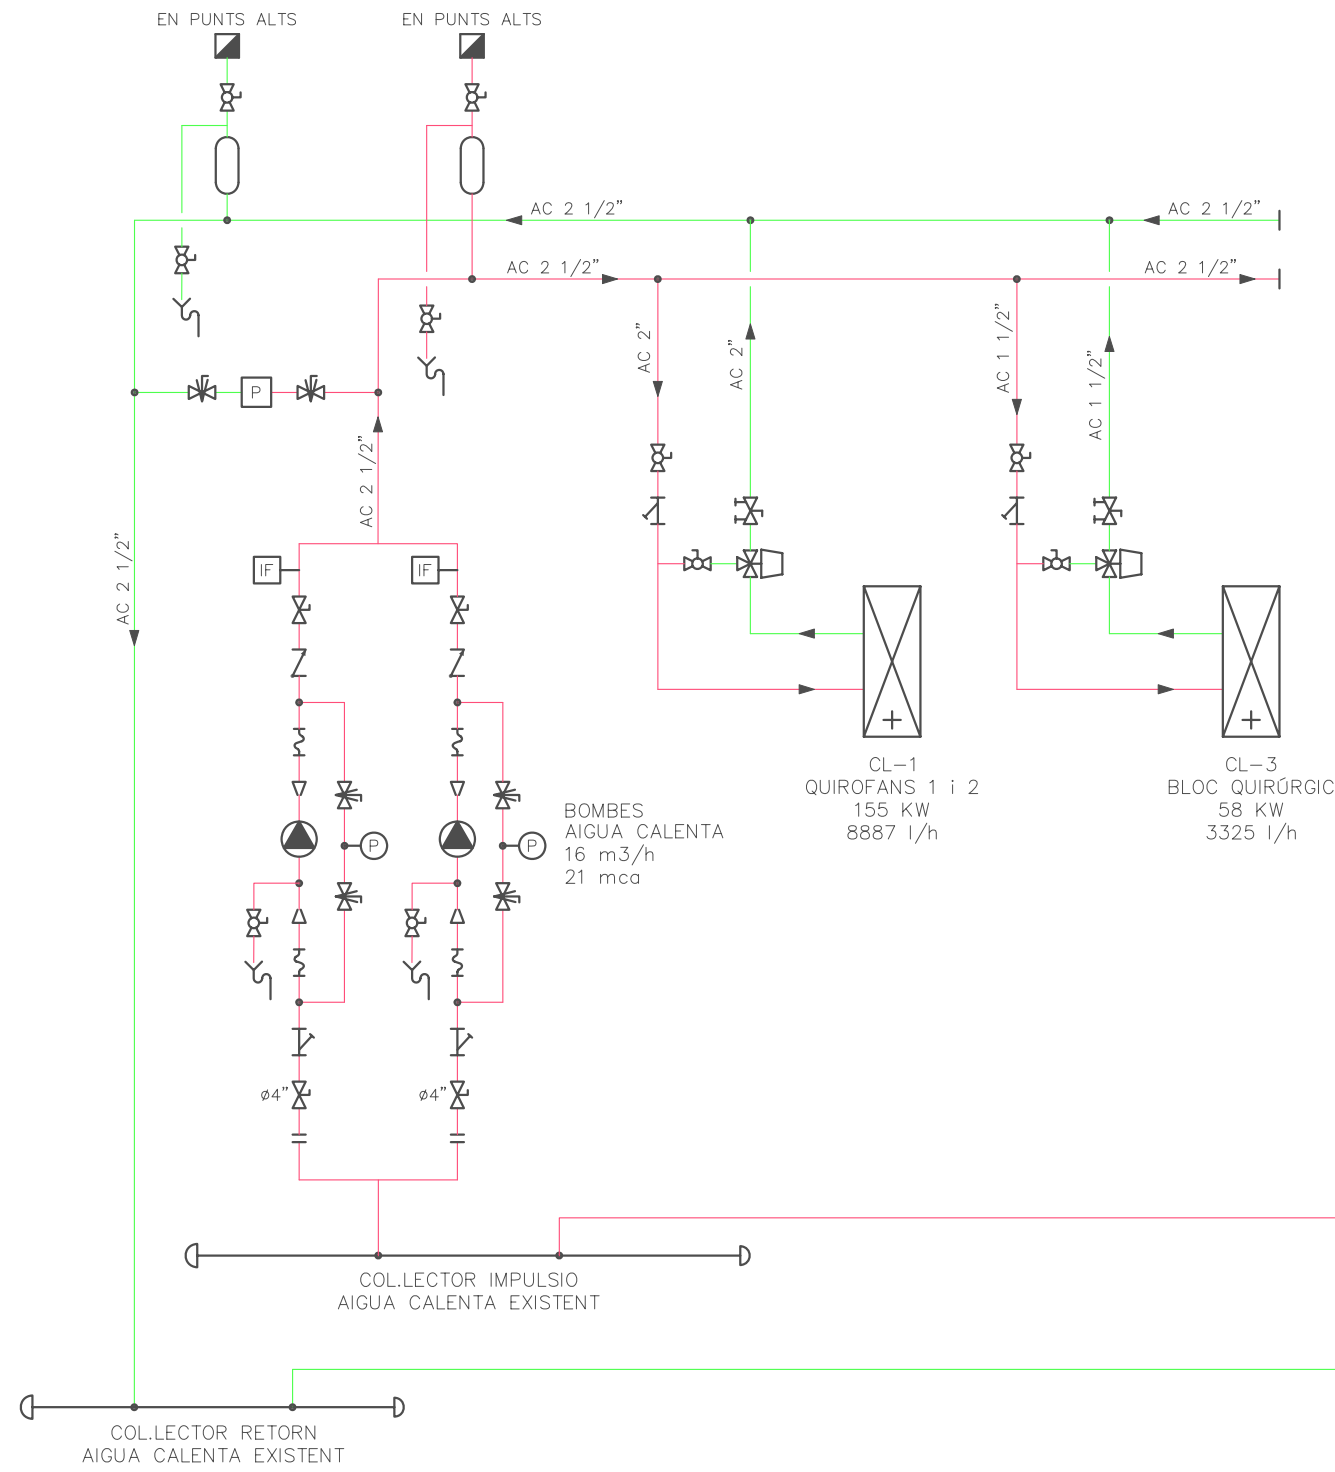 EN PUNTS ALTS
EN PUNTS ALTS
AC 2 1/2"
AC 2 1/2"
AC 2 1/2"
AC 2 1/2"
AC 2"
AC 2"
AC 1 1/2"
AC 1 1/2"
P
AC 2 1/2"
AC 2 1/2"
IF
IF
CL-1
QUIROFANS 1 i 2
155 KW
8887 l/h
CL-3
BLOC QUIRÚRGIC
58 KW
3325 l/h
BOMBES
AIGUA CALENTA
16 m3/h
21 mca
P
P
ø4"
ø4"
COL.LECTOR IMPULSIO
AIGUA CALENTA EXISTENT
COL.LECTOR RETORN
AIGUA CALENTA EXISTENT